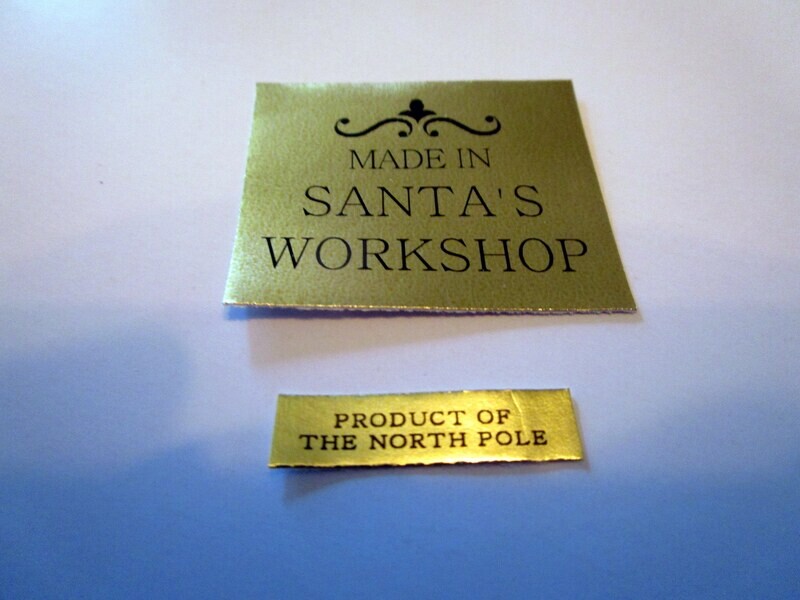 MADE IN
SANTA'S
WORKSHOP
PRODUCT OF
THE NORTH POLE